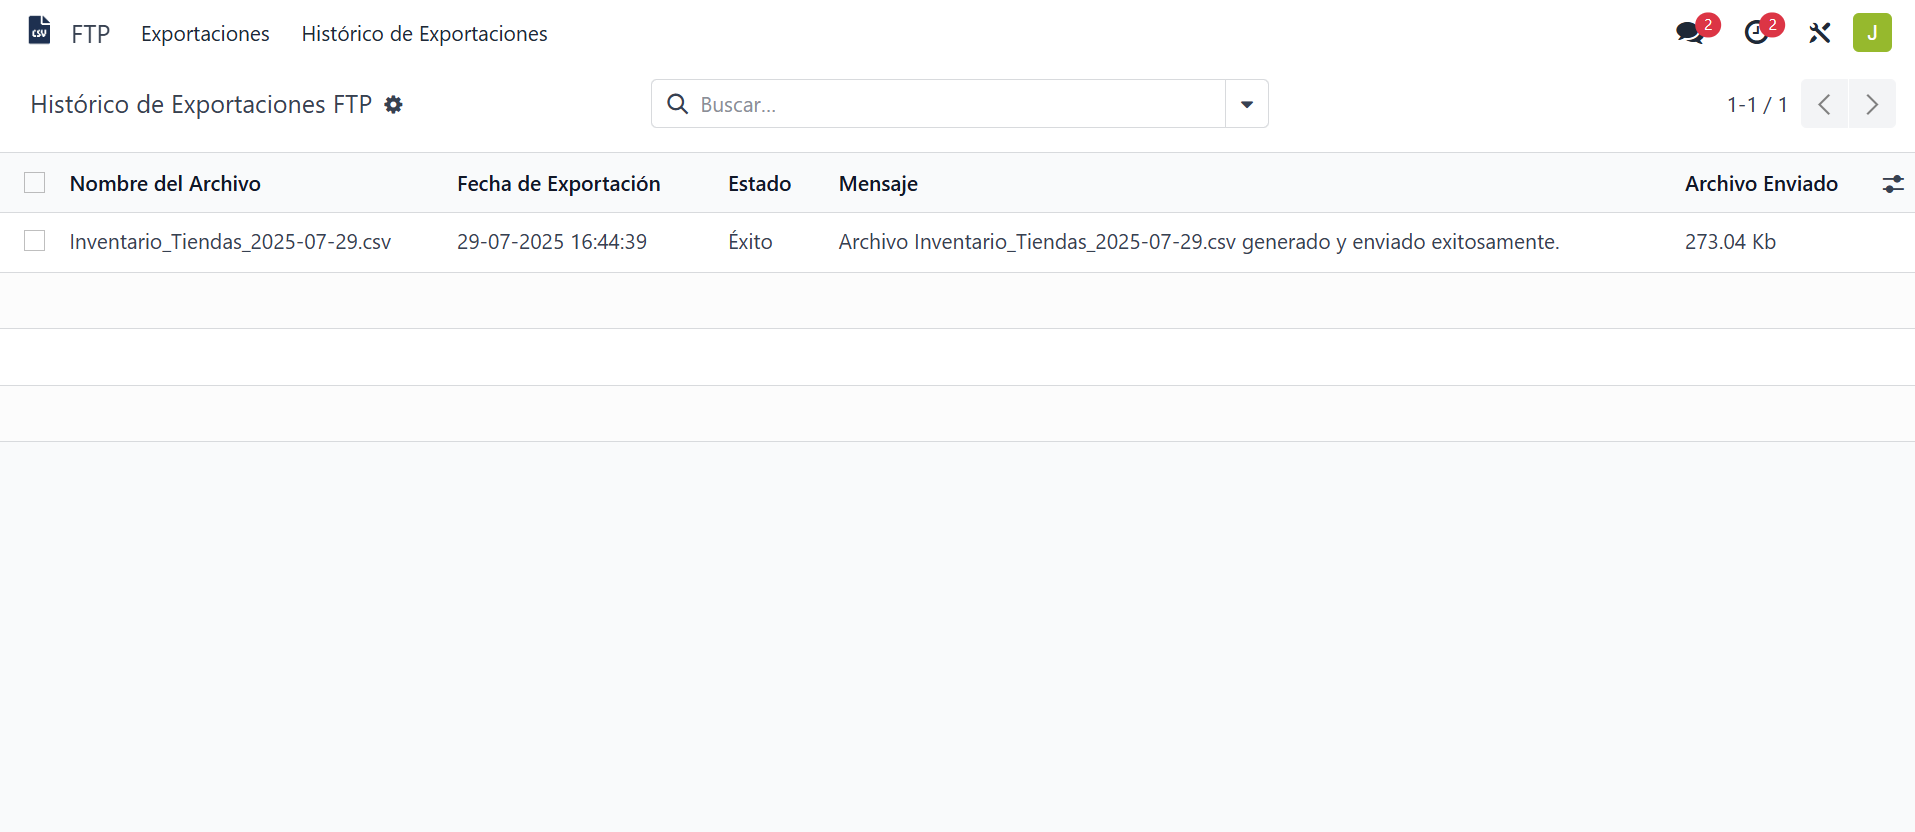 CSV FTP Exportaciones Histórico de Exportaciones 2 2 J
Histórico de Exportaciones FTP Buscar... 1-1 / 1
Nombre del Archivo Fecha de Exportación Estado Mensaje Archivo Enviado
Inventario_Tiendas_2025-07-29.csv 29-07-2025 16:44:39 Éxito Archivo Inventario_Tiendas_2025-07-29.csv generado y enviado exitosamente. 273.04 Kb